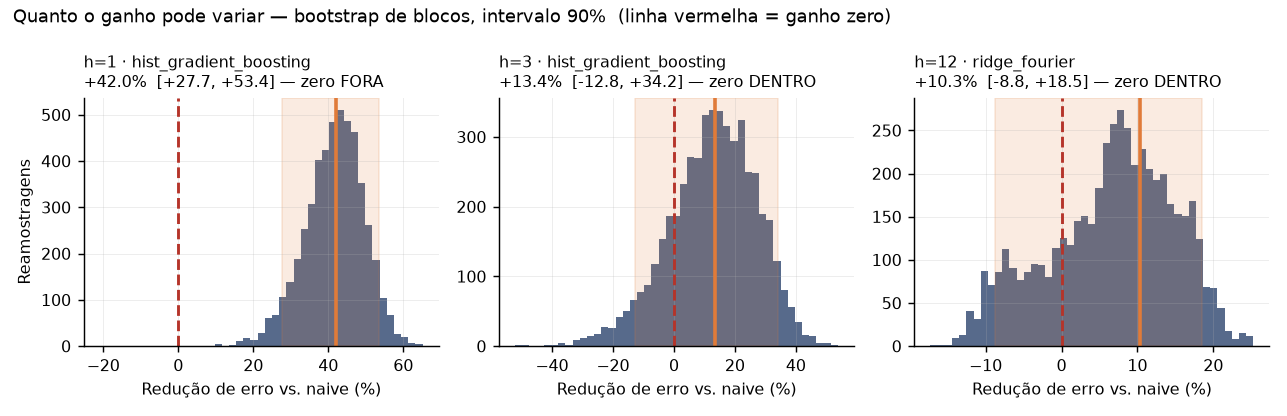 Quanto o ganho pode variar — bootstrap de blocos, intervalo 90%  (linha vermelha = ganho zero)
h=1 · hist_gradient_boosting
+42.0%  [+27.7, +53.4] — zero FORA
500
400
300
200
100
0
Reamostragens
−20 0 20 40 60
Redução de erro vs. naive (%)
h=3 · hist_gradient_boosting
+13.4%  [-12.8, +34.2] — zero DENTRO
300
200
100
0
−40 −20 0 20 40
Redução de erro vs. naive (%)
h=12 · ridge_fourier
+10.3%  [-8.8, +18.5] — zero DENTRO
250
200
150
100
50
0
−10 0 10 20
Redução de erro vs. naive (%)